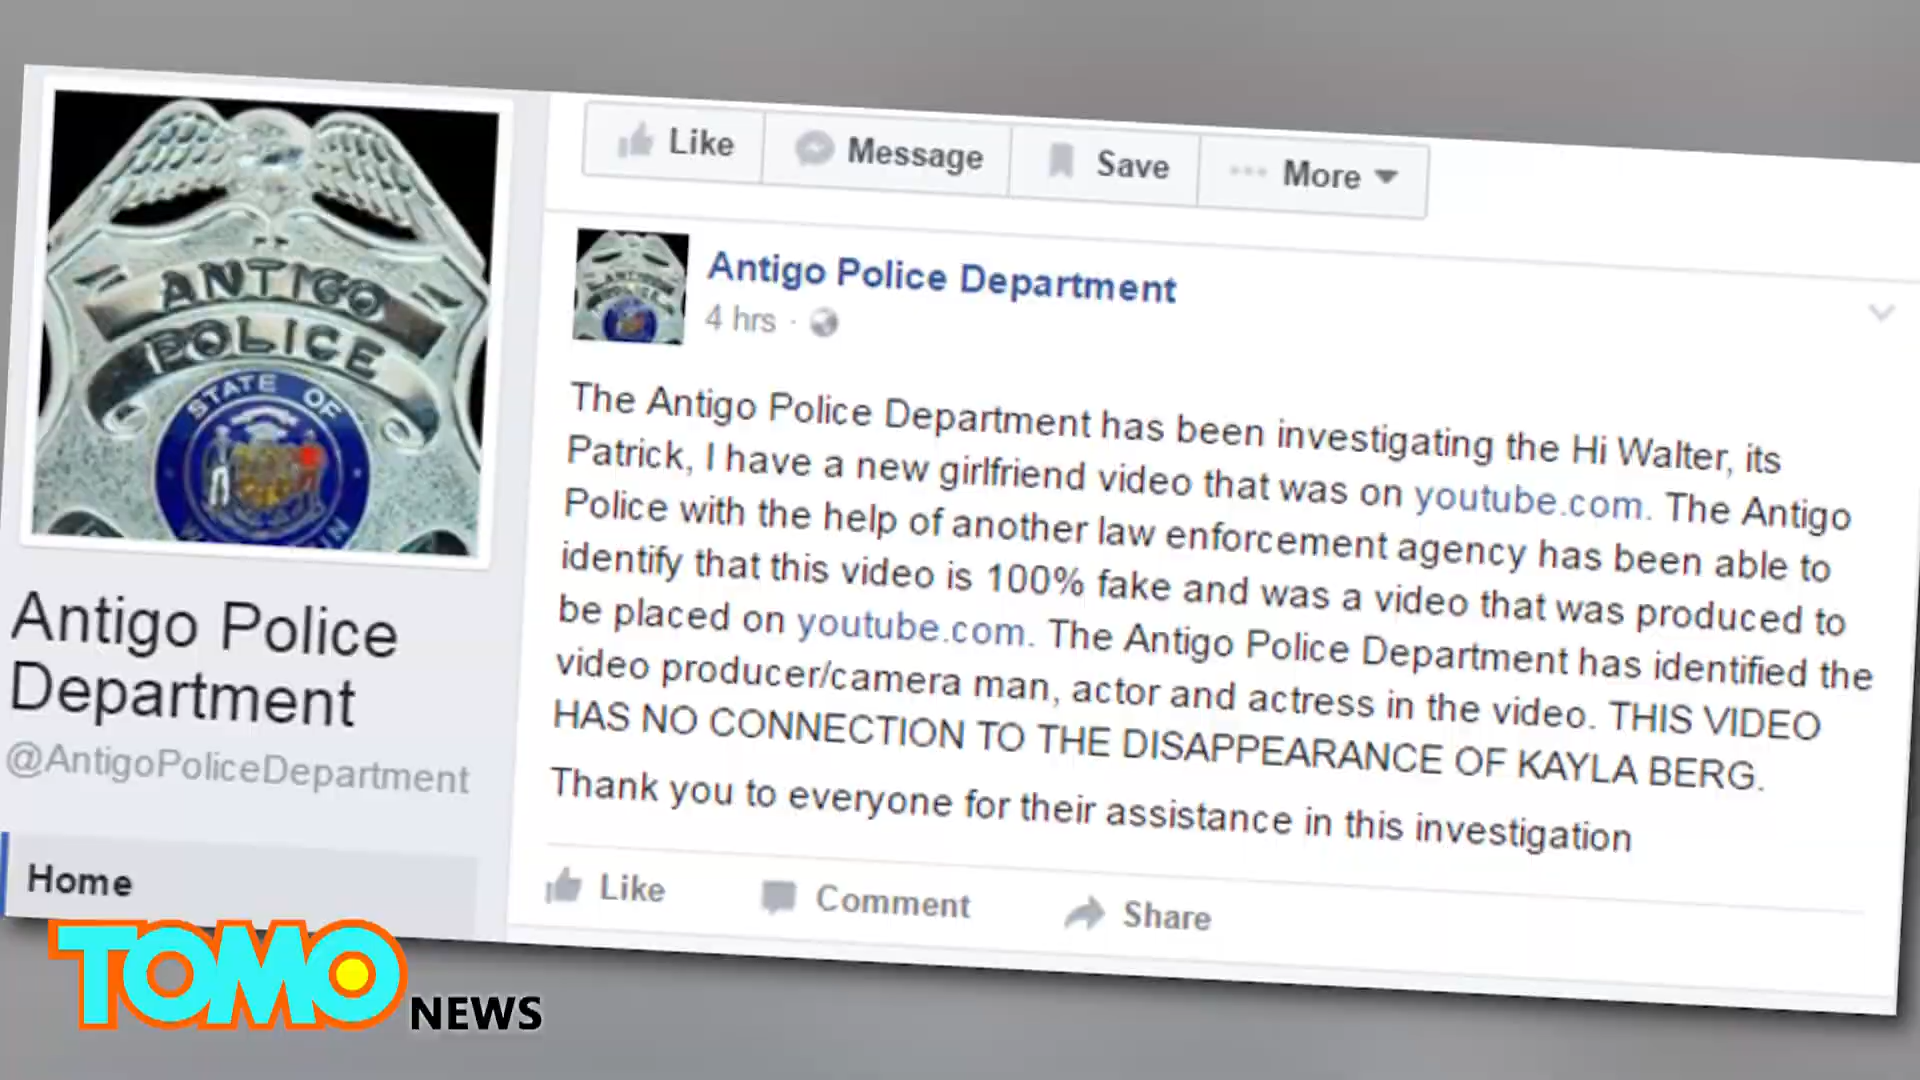 ANTIGO
POLICE
STATE OF
Antigo Police
Department
@AntigoPoliceDepartment
Home
Like
Message
Save
More
Antigo Police Department
4 hrs
The Antigo Police Department has been investigating the Hi Walter, its
Patrick, I have a new girlfriend video that was on youtube.com. The Antigo
Police with the help of another law enforcement agency has been able to
identify that this video is 100% fake and was a video that was produced to
be placed on youtube.com. The Antigo Police Department has identified the
video producer/camera man, actor and actress in the video. THIS VIDEO
HAS NO CONNECTION TO THE DISAPPEARANCE OF KAYLA BERG.
Thank you to everyone for their assistance in this investigation
Like
Comment
Share
TOMO
NEWS